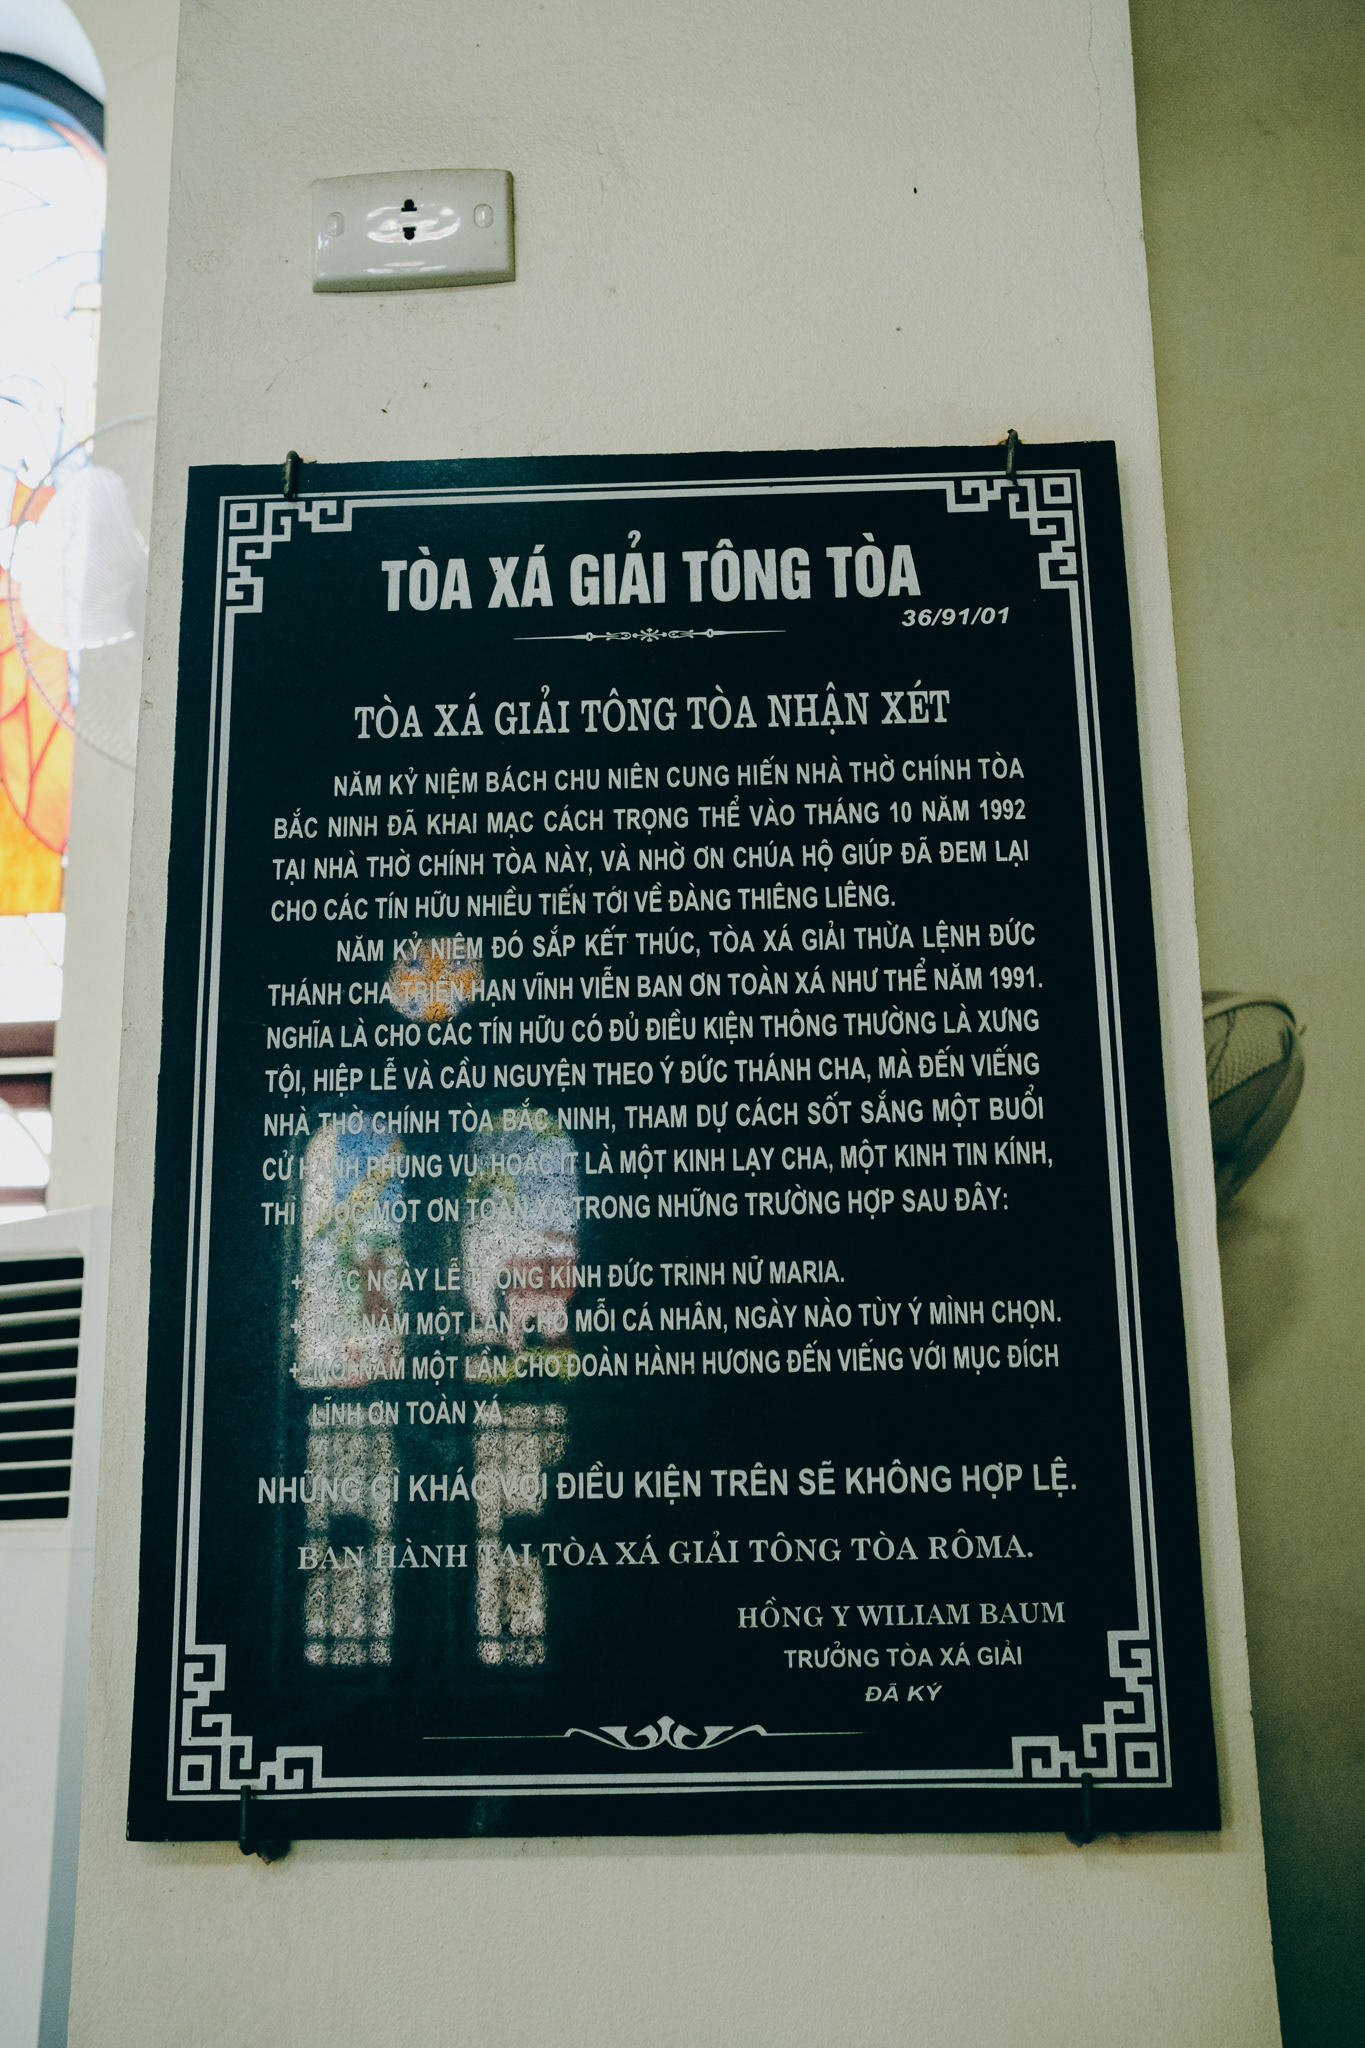 TÒA XÁ GIẢI TÔNG TÒA
36/91/01
TÒA XÁ GIẢI TÔNG TÒA NHẬN XÉT
NĂM KỶ NIỆM BÁCH CHU NIÊN CUNG HIẾN NHÀ THỜ CHÍNH TÒA
BẮC NINH ĐÃ KHAI MẠC CÁCH TRỌNG THỂ VÀO THÁNG 10 NĂM 1992
TẠI NHÀ THỜ CHÍNH TÒA NÀY, VÀ NHỜ ƠN CHÚA HỘ GIÚP ĐÃ ĐEM LẠI
CHO CÁC TÍN HỮU NHIỀU TIẾN TỚI VỀ ĐÀNG THIÊNG LIÊNG.
NĂM KỶ NIỆM ĐÓ SẮP KẾT THÚC, TÒA XÁ GIẢI THỪA LỆNH ĐỨC
THÁNH CHA TRIỂN HẠN VĨNH VIỄN BAN ƠN TOÀN XÁ NHƯ THỂ NĂM 1991.
NGHĨA LÀ CHO CÁC TÍN HỮU CÓ ĐỦ ĐIỀU KIỆN THÔNG THƯỜNG LÀ XƯNG
TỘI, HIỆP LỄ VÀ CẦU NGUYỆN THEO Ý ĐỨC THÁNH CHA, MÀ ĐẾN VIẾNG
NHÀ THỜ CHÍNH TÒA BẮC NINH, THAM DỰ CÁCH SỐT SẮNG MỘT BUỔI
CỬ HÀNH PHỤNG VỤ, HOẶC ÍT LÀ MỘT KINH LẠY CHA, MỘT KINH TIN KÍNH,
THÌ ĐƯỢC MỘT ƠN TOÀN XÁ TRONG NHỮNG TRƯỜNG HỢP SAU ĐÂY:
+ CÁC NGÀY LỄ TRỌNG KÍNH ĐỨC TRINH NỮ MARIA.
+ MỖI NĂM MỘT LẦN CHO MỖI CÁ NHÂN, NGÀY NÀO TÙY Ý MÌNH CHỌN.
+ MỖI NĂM MỘT LẦN CHO ĐOÀN HÀNH HƯƠNG ĐẾN VIẾNG VỚI MỤC ĐÍCH
LĨNH ƠN TOÀN XÁ.
NHỮNG GÌ KHÁC VỚI ĐIỀU KIỆN TRÊN SẼ KHÔNG HỢP LỆ.
BAN HÀNH TẠI TÒA XÁ GIẢI TÔNG TÒA RÔMA.
HỒNG Y WILIAM BAUM
TRƯỞNG TÒA XÁ GIẢI
ĐÃ KÝ